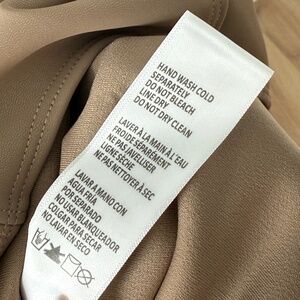 HAND WASH COLD
SEPARATELY
DO NOT BLEACH
LINE DRY
DO NOT DRY CLEAN
LAVER À LA MAIN À L'EAU
FROIDE SÉPARÉMENT
NE PAS JAVELLISER
LIGNE SÈCHE
NE PAS NETTOYER À SEC
LAVAR A MANO CON
AGUA FRIA
POR SEPARADO
NO USAR BLANQUEADOR
COLGAR PARA SECAR
NO LAVAR EN SECO